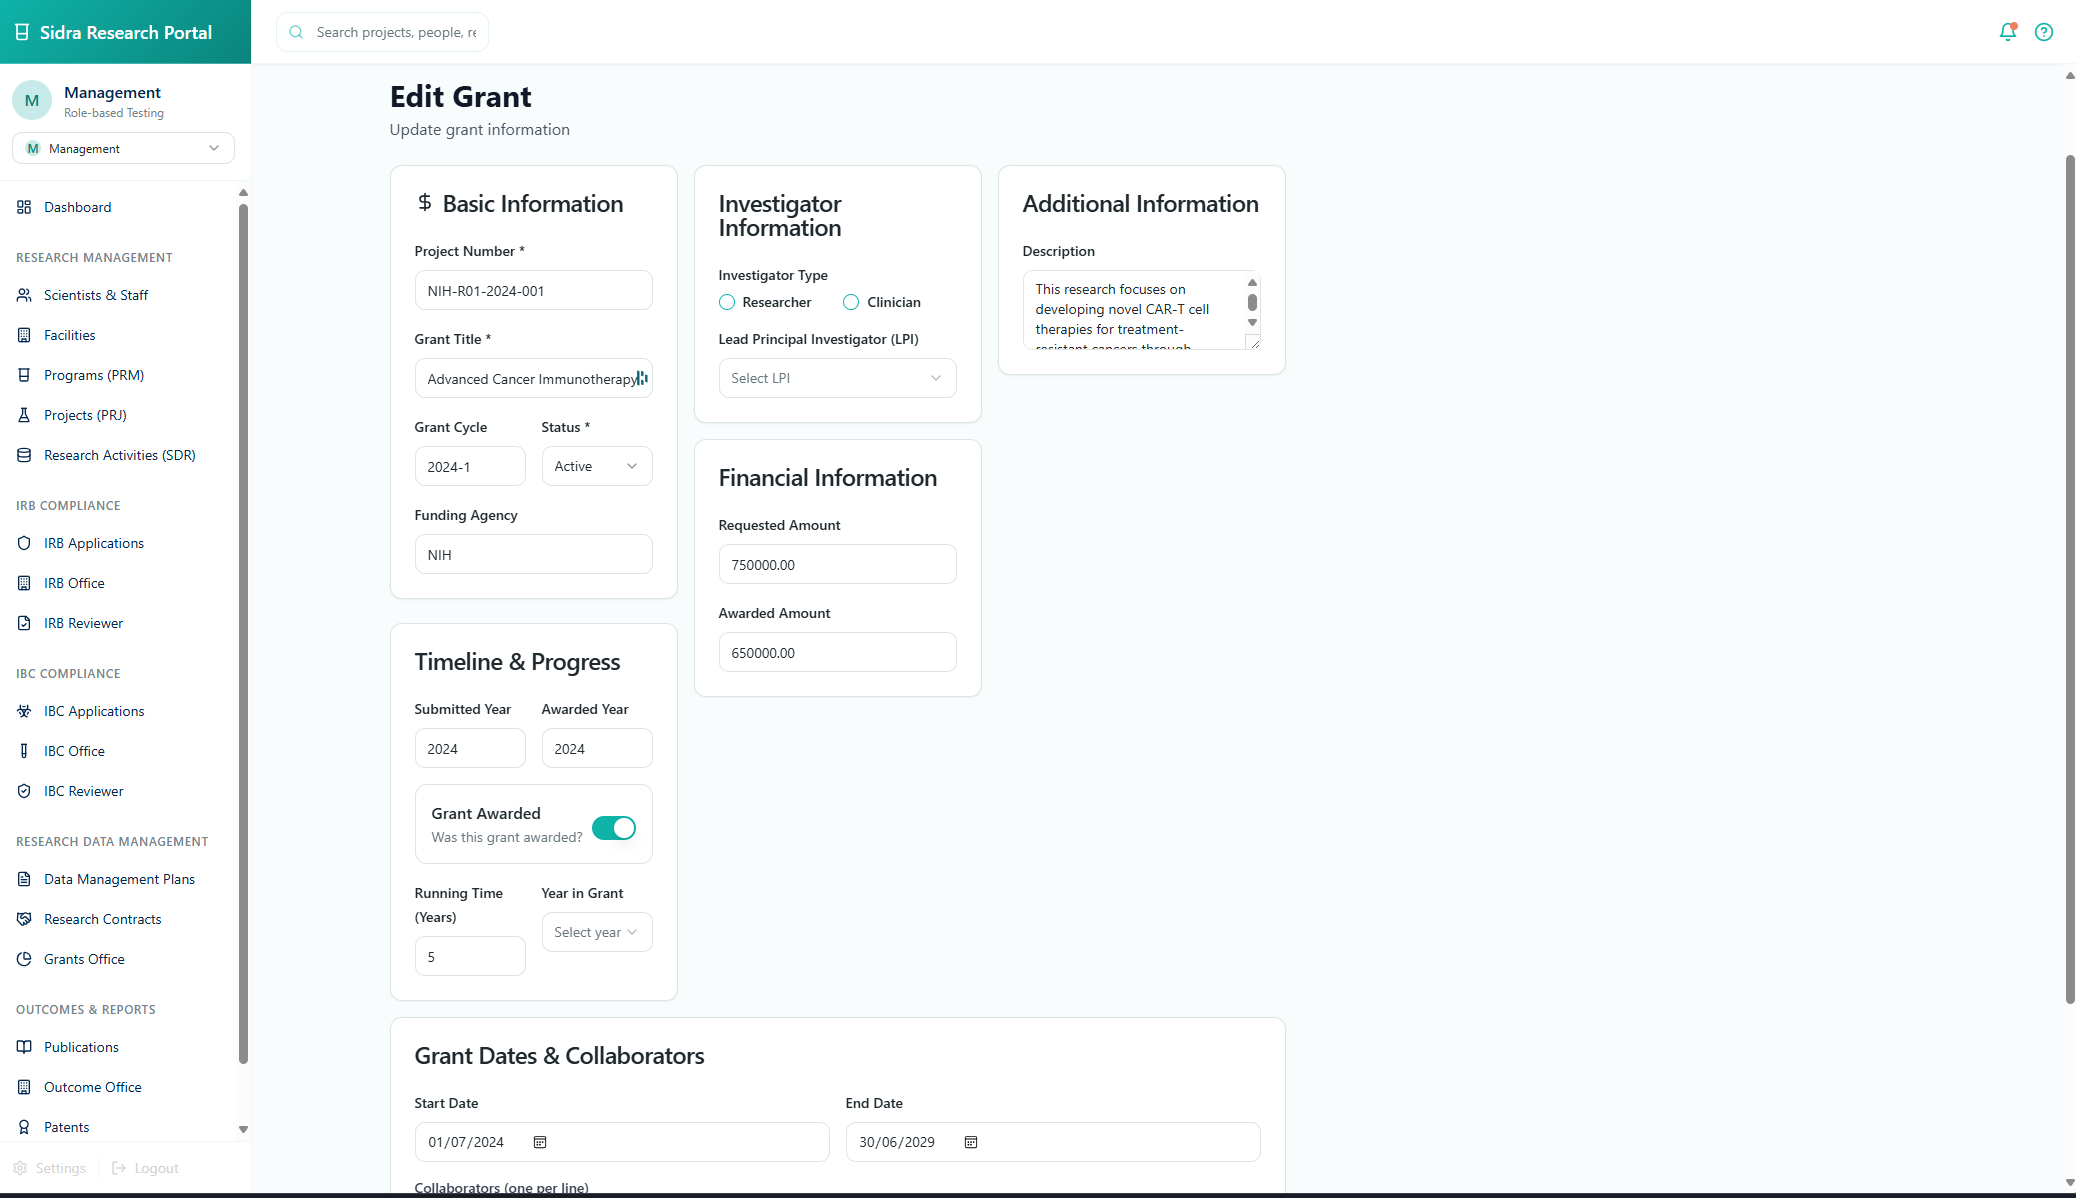 Sidra Research Portal
Search projects, people, re
M
Management
Role-based Testing
M Management
Dashboard
RESEARCH MANAGEMENT
Scientists & Staff
Facilities
Programs (PRM)
Projects (PRJ)
Research Activities (SDR)
IRB COMPLIANCE
IRB Applications
IRB Office
IRB Reviewer
IBC COMPLIANCE
IBC Applications
IBC Office
IBC Reviewer
RESEARCH DATA MANAGEMENT
Data Management Plans
Research Contracts
Grants Office
OUTCOMES & REPORTS
Publications
Outcome Office
Patents
Settings
Logout
Edit Grant
Update grant information
$ Basic Information
Project Number *
NIH-R01-2024-001
Grant Title *
Advanced Cancer Immunotherapy
Grant Cycle
2024-1
Status *
Active
Funding Agency
NIH
Timeline & Progress
Submitted Year
2024
Awarded Year
2024
Grant Awarded
Was this grant awarded?
Running Time
(Years)
5
Year in Grant
Select year
Investigator
Information
Investigator Type
Researcher
Clinician
Lead Principal Investigator (LPI)
Select LPI
Financial Information
Requested Amount
750000.00
Awarded Amount
650000.00
Additional Information
Description
This research focuses on
developing novel CAR-T cell
therapies for treatment-
resistant cancers through
Grant Dates & Collaborators
Start Date
01/07/2024
End Date
30/06/2029
Collaborators (one per line)